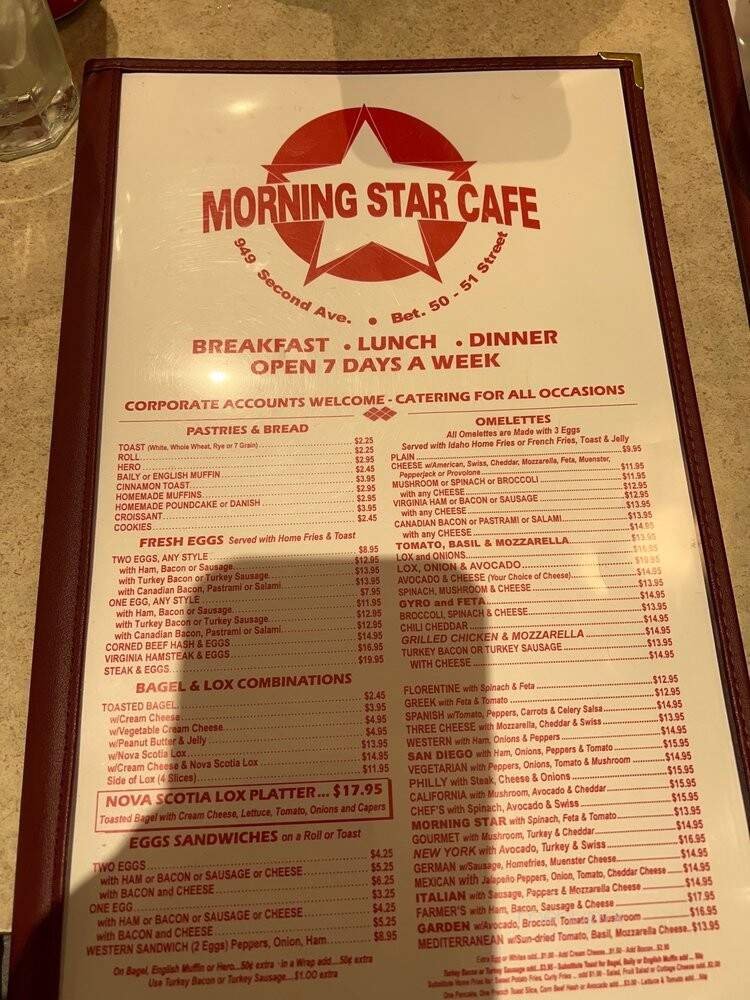 MORNING STAR CAFE
949 Second Ave. • Bet. 50 - 51 Street
BREAKFAST • LUNCH • DINNER
OPEN 7 DAYS A WEEK
CORPORATE ACCOUNTS WELCOME - CATERING FOR ALL OCCASIONS
PASTRIES & BREAD
TOAST (White, Whole Wheat, Rye or 7 Grain) $2.25
ROLL $2.25
HERO $2.95
BAILY or ENGLISH MUFFIN $2.45
CINNAMON TOAST $3.95
HOMEMADE MUFFINS $2.95
HOMEMADE POUNDCAKE or DANISH $2.95
CROISSANT $3.95
COOKIES $2.45
FRESH EGGS Served with Home Fries & Toast
TWO EGGS, ANY STYLE $8.95
with Ham, Bacon or Sausage $12.95
with Turkey Bacon or Turkey Sausage $13.95
with Canadian Bacon, Pastrami or Salami $13.95
ONE EGG, ANY STYLE $7.95
with Ham, Bacon or Sausage $11.95
with Turkey Bacon or Turkey Sausage $12.95
with Canadian Bacon, Pastrami or Salami $12.95
CORNED BEEF HASH & EGGS $14.95
VIRGINIA HAMSTEAK & EGGS $16.95
STEAK & EGGS $19.95
BAGEL & LOX COMBINATIONS
TOASTED BAGEL $2.45
w/Cream Cheese $3.95
w/Vegetable Cream Cheese $4.95
w/Peanut Butter & Jelly $4.95
w/Nova Scotia Lox $13.95
w/Cream Cheese & Nova Scotia Lox $14.95
Side of Lox (4 Slices) $11.95
NOVA SCOTIA LOX PLATTER... $17.95
Toasted Bagel with Cream Cheese, Lettuce, Tomato, Onions and Capers
EGGS SANDWICHES on a Roll or Toast
TWO EGGS $4.25
with HAM or BACON or SAUSAGE or CHEESE $5.25
with BACON and CHEESE $6.25
ONE EGG $3.25
with HAM or BACON or SAUSAGE or CHEESE $4.25
with BACON and CHEESE $5.25
WESTERN SANDWICH (2 Eggs) Peppers, Onion, Ham $8.95
On Bagel, English Muffin or Hero....50¢ extra - in a Wrap add....50¢ extra
Use Turkey Bacon or Turkey Sausage....$1.00 extra
OMELETTES
All Omelettes are Made with 3 Eggs
Served with Idaho Home Fries or French Fries, Toast & Jelly
PLAIN $9.95
CHEESE w/American, Swiss, Cheddar, Mozzarella, Feta, Muenster,
Pepperjack or Provolone $11.95
MUSHROOM or SPINACH or BROCCOLI $11.95
with any CHEESE $12.95
VIRGINIA HAM or BACON or SAUSAGE $12.95
with any CHEESE $13.95
CANADIAN BACON or PASTRAMI or SALAMI $13.95
with any CHEESE $14.95
TOMATO, BASIL & MOZZARELLA $13.95
LOX and ONIONS
LOX, ONION & AVOCADO
AVOCADO & CHEESE (Your Choice of Cheese) $14.95
SPINACH, MUSHROOM & CHEESE $13.95
GYRO and FETA $14.95
BROCCOLI, SPINACH & CHEESE $13.95
CHILI CHEDDAR $14.95
GRILLED CHICKEN & MOZZARELLA $14.95
TURKEY BACON OR TURKEY SAUSAGE $13.95
WITH CHEESE $14.95
FLORENTINE with Spinach & Feta $12.95
GREEK with Feta & Tomato $12.95
SPANISH w/Tomato, Peppers, Carrots & Celery Salsa $14.95
THREE CHEESE with Mozzarella, Cheddar & Swiss $13.95
WESTERN with Ham, Onions & Peppers $14.95
SAN DIEGO with Ham, Onions, Peppers & Tomato $15.95
VEGETARIAN with Peppers, Onions, Tomato & Mushroom $14.95
PHILLY with Steak, Cheese & Onions $15.95
CALIFORNIA with Mushroom, Avocado & Cheddar $15.95
CHEF'S with Spinach, Avocado & Swiss $15.95
MORNING STAR with Spinach, Feta & Tomato $13.95
GOURMET with Mushroom, Turkey & Cheddar $14.95
NEW YORK with Avocado, Turkey & Swiss $16.95
GERMAN w/Sausage, Homefries, Muenster Cheese $14.95
MEXICAN with Jalapeño Peppers, Onion, Tomato, Cheddar Cheese $14.95
ITALIAN with Sausage, Peppers & Mozzarella Cheese $14.95
FARMER'S with Ham, Bacon, Sausage & Cheese $17.95
GARDEN w/Avocado, Broccoli, Tomato & Mushroom $16.95
MEDITERRANEAN w/Sun-dried Tomato, Basil, Mozzarella Cheese. $13.95